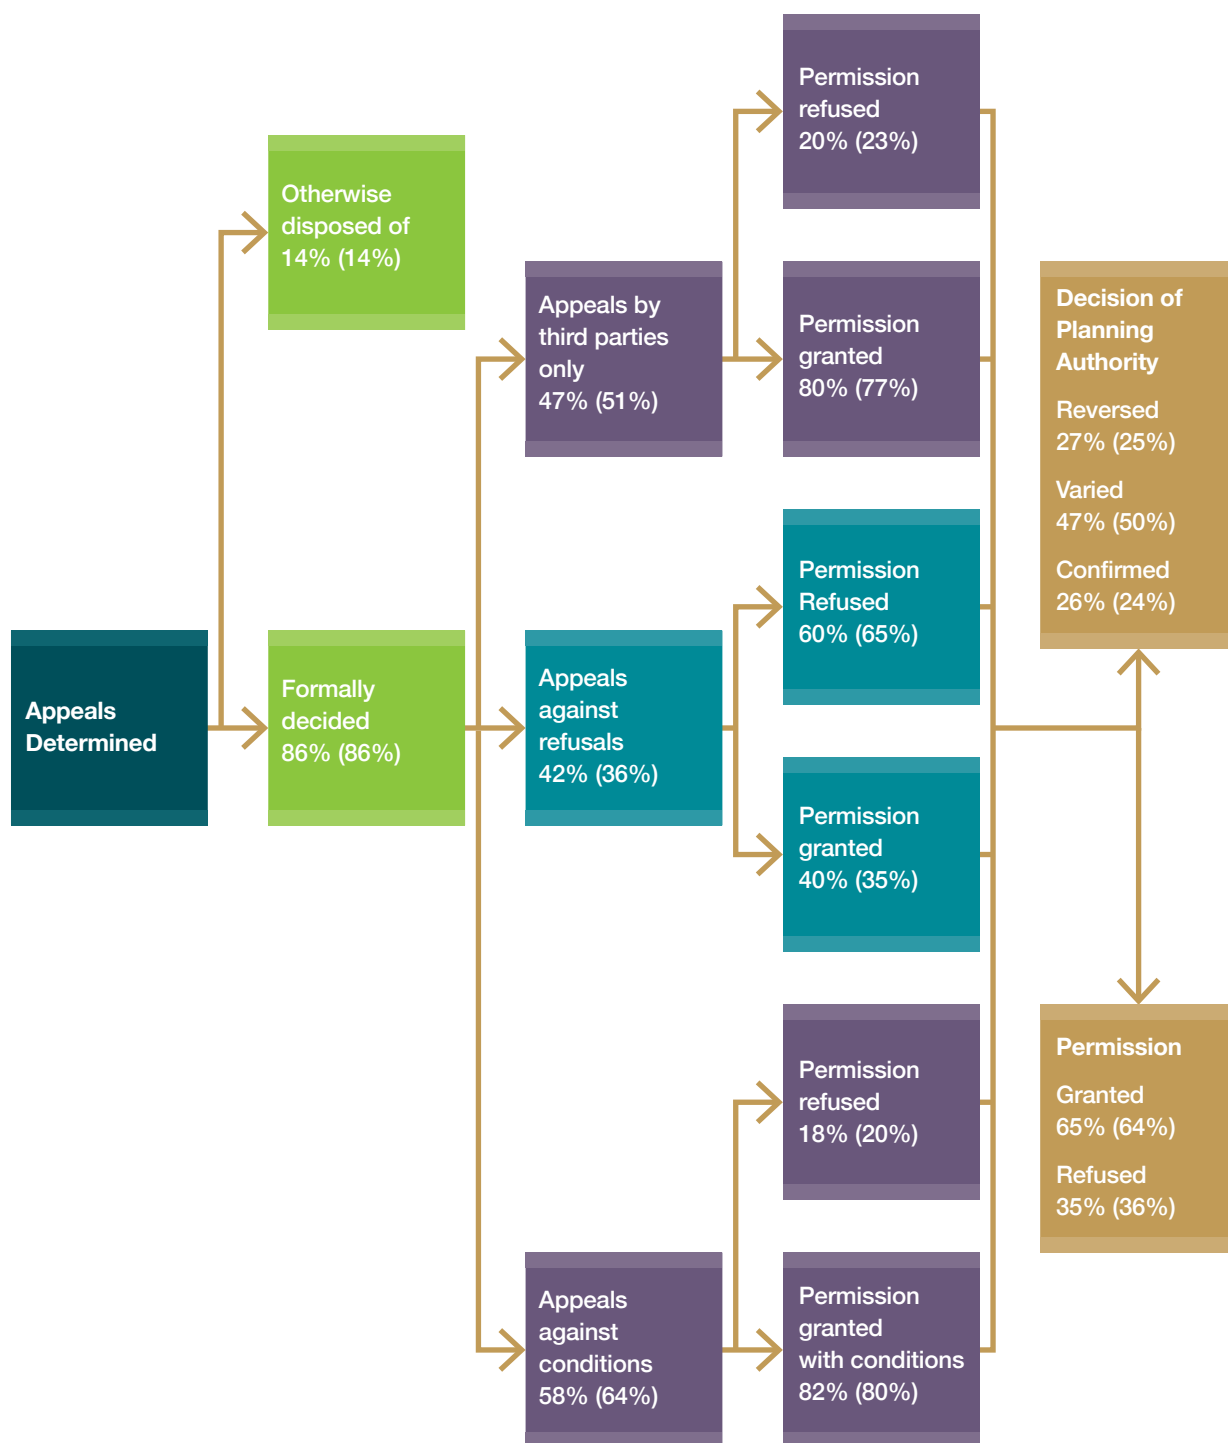 Appeals
Determined
Otherwise
disposed of
14% (14%)
Formally
decided
86% (86%)
Appeals by
third parties
only
47% (51%)
Appeals
against
refusals
42% (36%)
Appeals
against
conditions
58% (64%)
Permission
refused
20% (23%)
Permission
granted
80% (77%)
Permission
Refused
60% (65%)
Permission
granted
40% (35%)
Permission
refused
18% (20%)
Permission
granted
with conditions
82% (80%)
Decision of
Planning
Authority
Reversed
27% (25%)
Varied
47% (50%)
Confirmed
26% (24%)
Permission
Granted
65% (64%)
Refused
35% (36%)